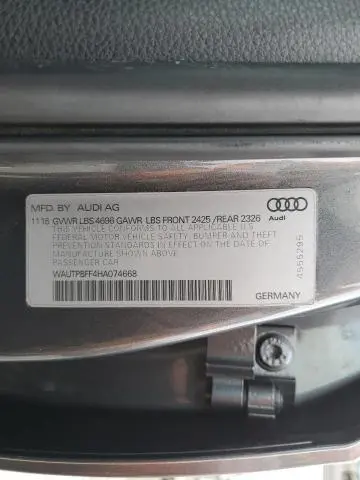 MFD. BY AUDI AG
11 16 GVWR LBS 4696 GAWR LBS FRONT 2425 /REAR 2326
THIS VEHICLE CONFORMS TO ALL APPLICABLE U.S.
FEDERAL MOTOR VEHICLE SAFETY, BUMPER AND THEFT
PREVENTION STANDARDS IN EFFECT ON THE DATE OF
MANUFACTURE SHOWN ABOVE
PASSENGER CAR
WAUTPBFF4HA074668
Audi
4555295
GERMANY